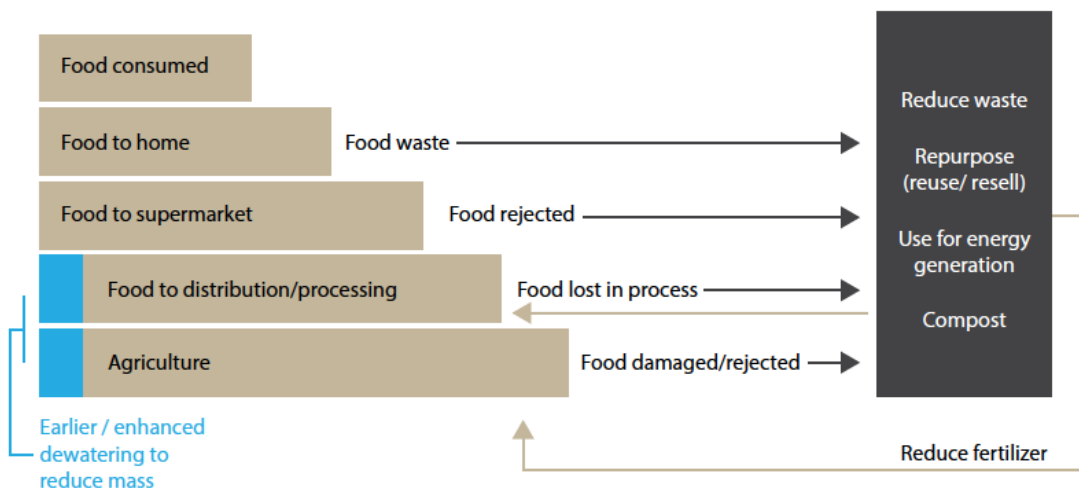 Food consumed
Food to home
Food waste
Food to supermarket
Food rejected
Food to distribution/processing
Food lost in process
Agriculture
Food damaged/rejected
Earlier / enhanced
dewatering to
reduce mass
Reduce waste
Repurpose
(reuse/ resell)
Use for energy
generation
Compost
Reduce fertilizer